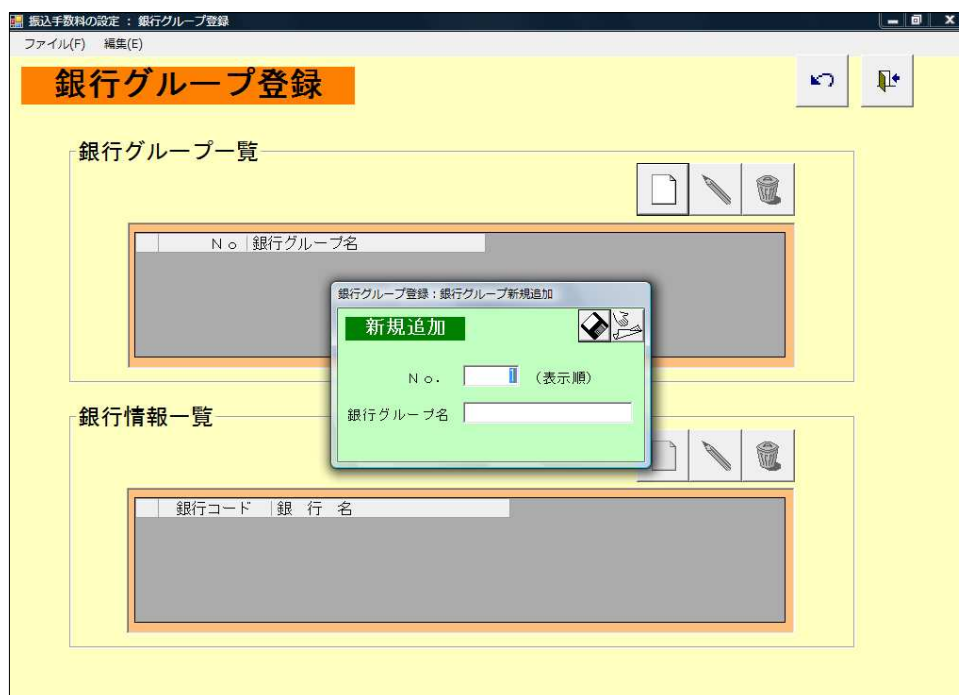 振込手数料の設定 : 銀行グループ登録
ファイル(F) 編集(E)
銀行グループ登録
銀行グループ一覧
No 銀行グループ名
銀行グループ登録：銀行グループ新規追加
新規追加
No. 1 (表示順)
銀行グループ名
銀行情報一覧
銀行コード 銀 行 名